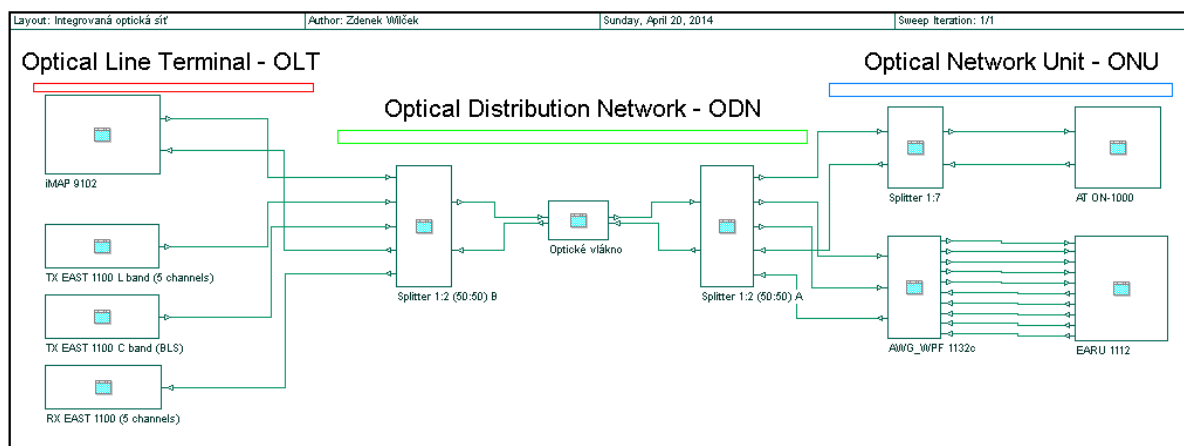 Layout: Integrovaná optická síť
Author: Zdenek Wilček
Sunday, April 20, 2014
Sweep Iteration: 1/1
Optical Line Terminal - OLT
Optical Network Unit - ONU
Optical Distribution Network - ODN
iMAP 9102
Splitter 1:7
AT ON-1000
TX EAST 1100 L band (5 channels)
Optické vlákno
Splitter 1:2 (50:50) B
Splitter 1:2 (50:50) A
TX EAST 1100 C band (BLS)
AWG_WPF 1132c
EARU 1112
RX EAST 1100 (5 channels)